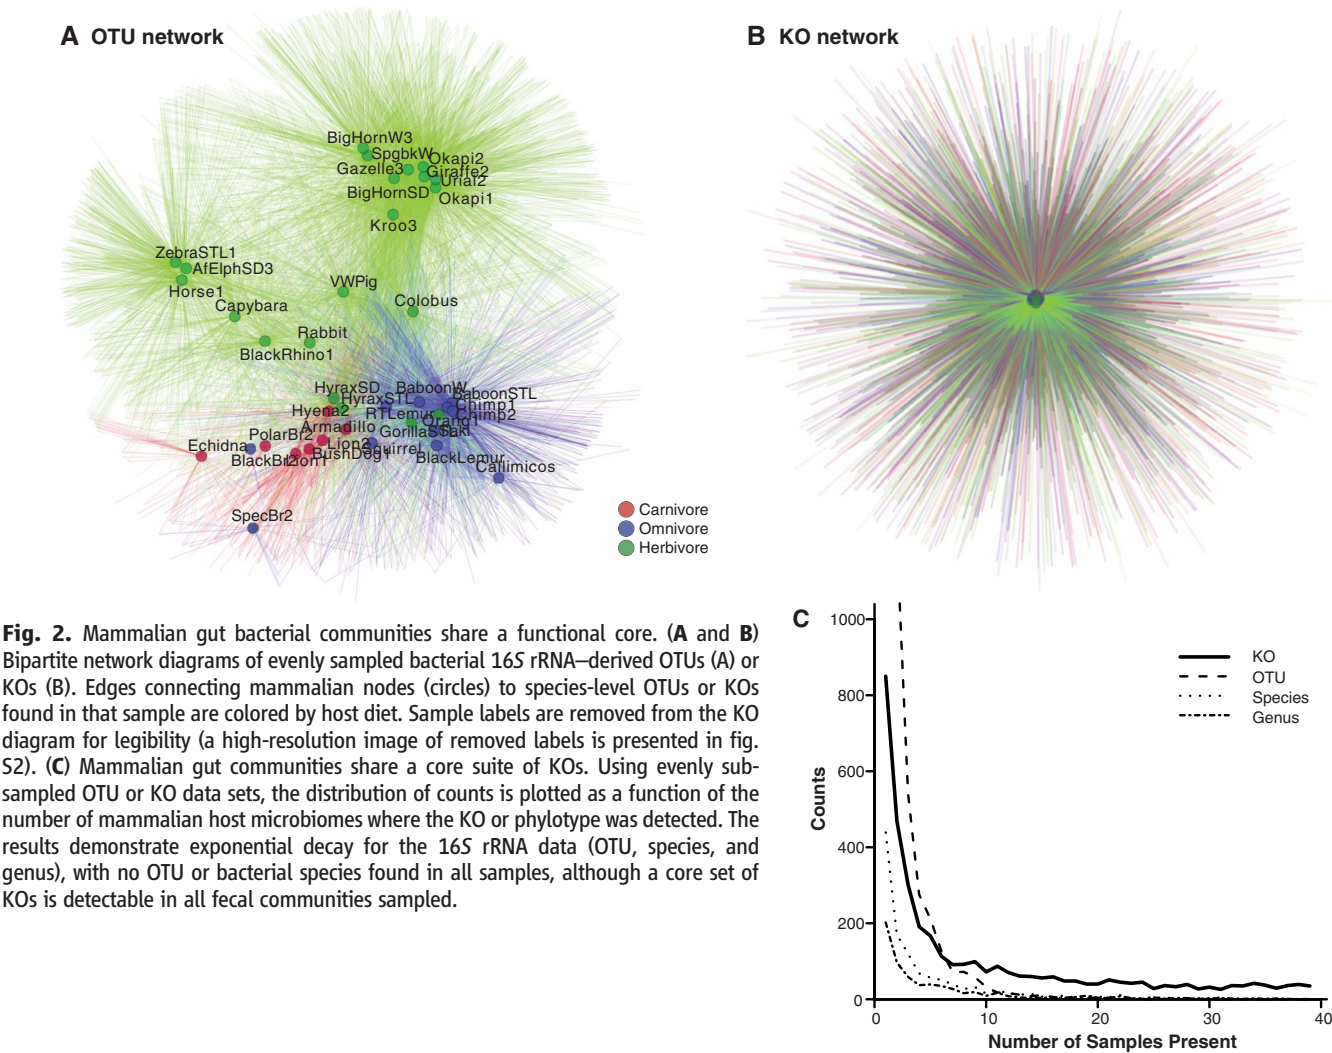 A OTU network
BigHornW3
SpgbkW
Okapi2
Gazelle3
Giraffe2
Urial2
BigHornSD
Okapi1
Kroo3
ZebraSTL1
AfElphSD3
Horse1
VWPig
Capybara
Colobus
Rabbit
BlackRhino1
HyraxSD
BaboonW
HyraxSTL
BaboonSTL
Chimp1
Hyena2
RTLemur
Chimp2
Orang1
Armadillo
GorillaSTL
Saki
PolarBr2
Echidna
Lion2
Squirrel
BushDog1
BlackBr2
Lion1
BlackLemur
Callimicos
SpecBr2
Carnivore
Omnivore
Herbivore
B KO network
Fig. 2. Mammalian gut bacterial communities share a functional core. (A and B)
Bipartite network diagrams of evenly sampled bacterial 16S rRNA–derived OTUs (A) or
KOs (B). Edges connecting mammalian nodes (circles) to species-level OTUs or KOs
found in that sample are colored by host diet. Sample labels are removed from the KO
diagram for legibility (a high-resolution image of removed labels is presented in fig.
S2). (C) Mammalian gut communities share a core suite of KOs. Using evenly sub-
sampled OTU or KO data sets, the distribution of counts is plotted as a function of the
number of mammalian host microbiomes where the KO or phylotype was detected. The
results demonstrate exponential decay for the 16S rRNA data (OTU, species, and
genus), with no OTU or bacterial species found in all samples, although a core set of
KOs is detectable in all fecal communities sampled.
C
1000
800
600
400
200
0
Counts
KO
OTU
Species
Genus
0
10
20
30
40
Number of Samples Present